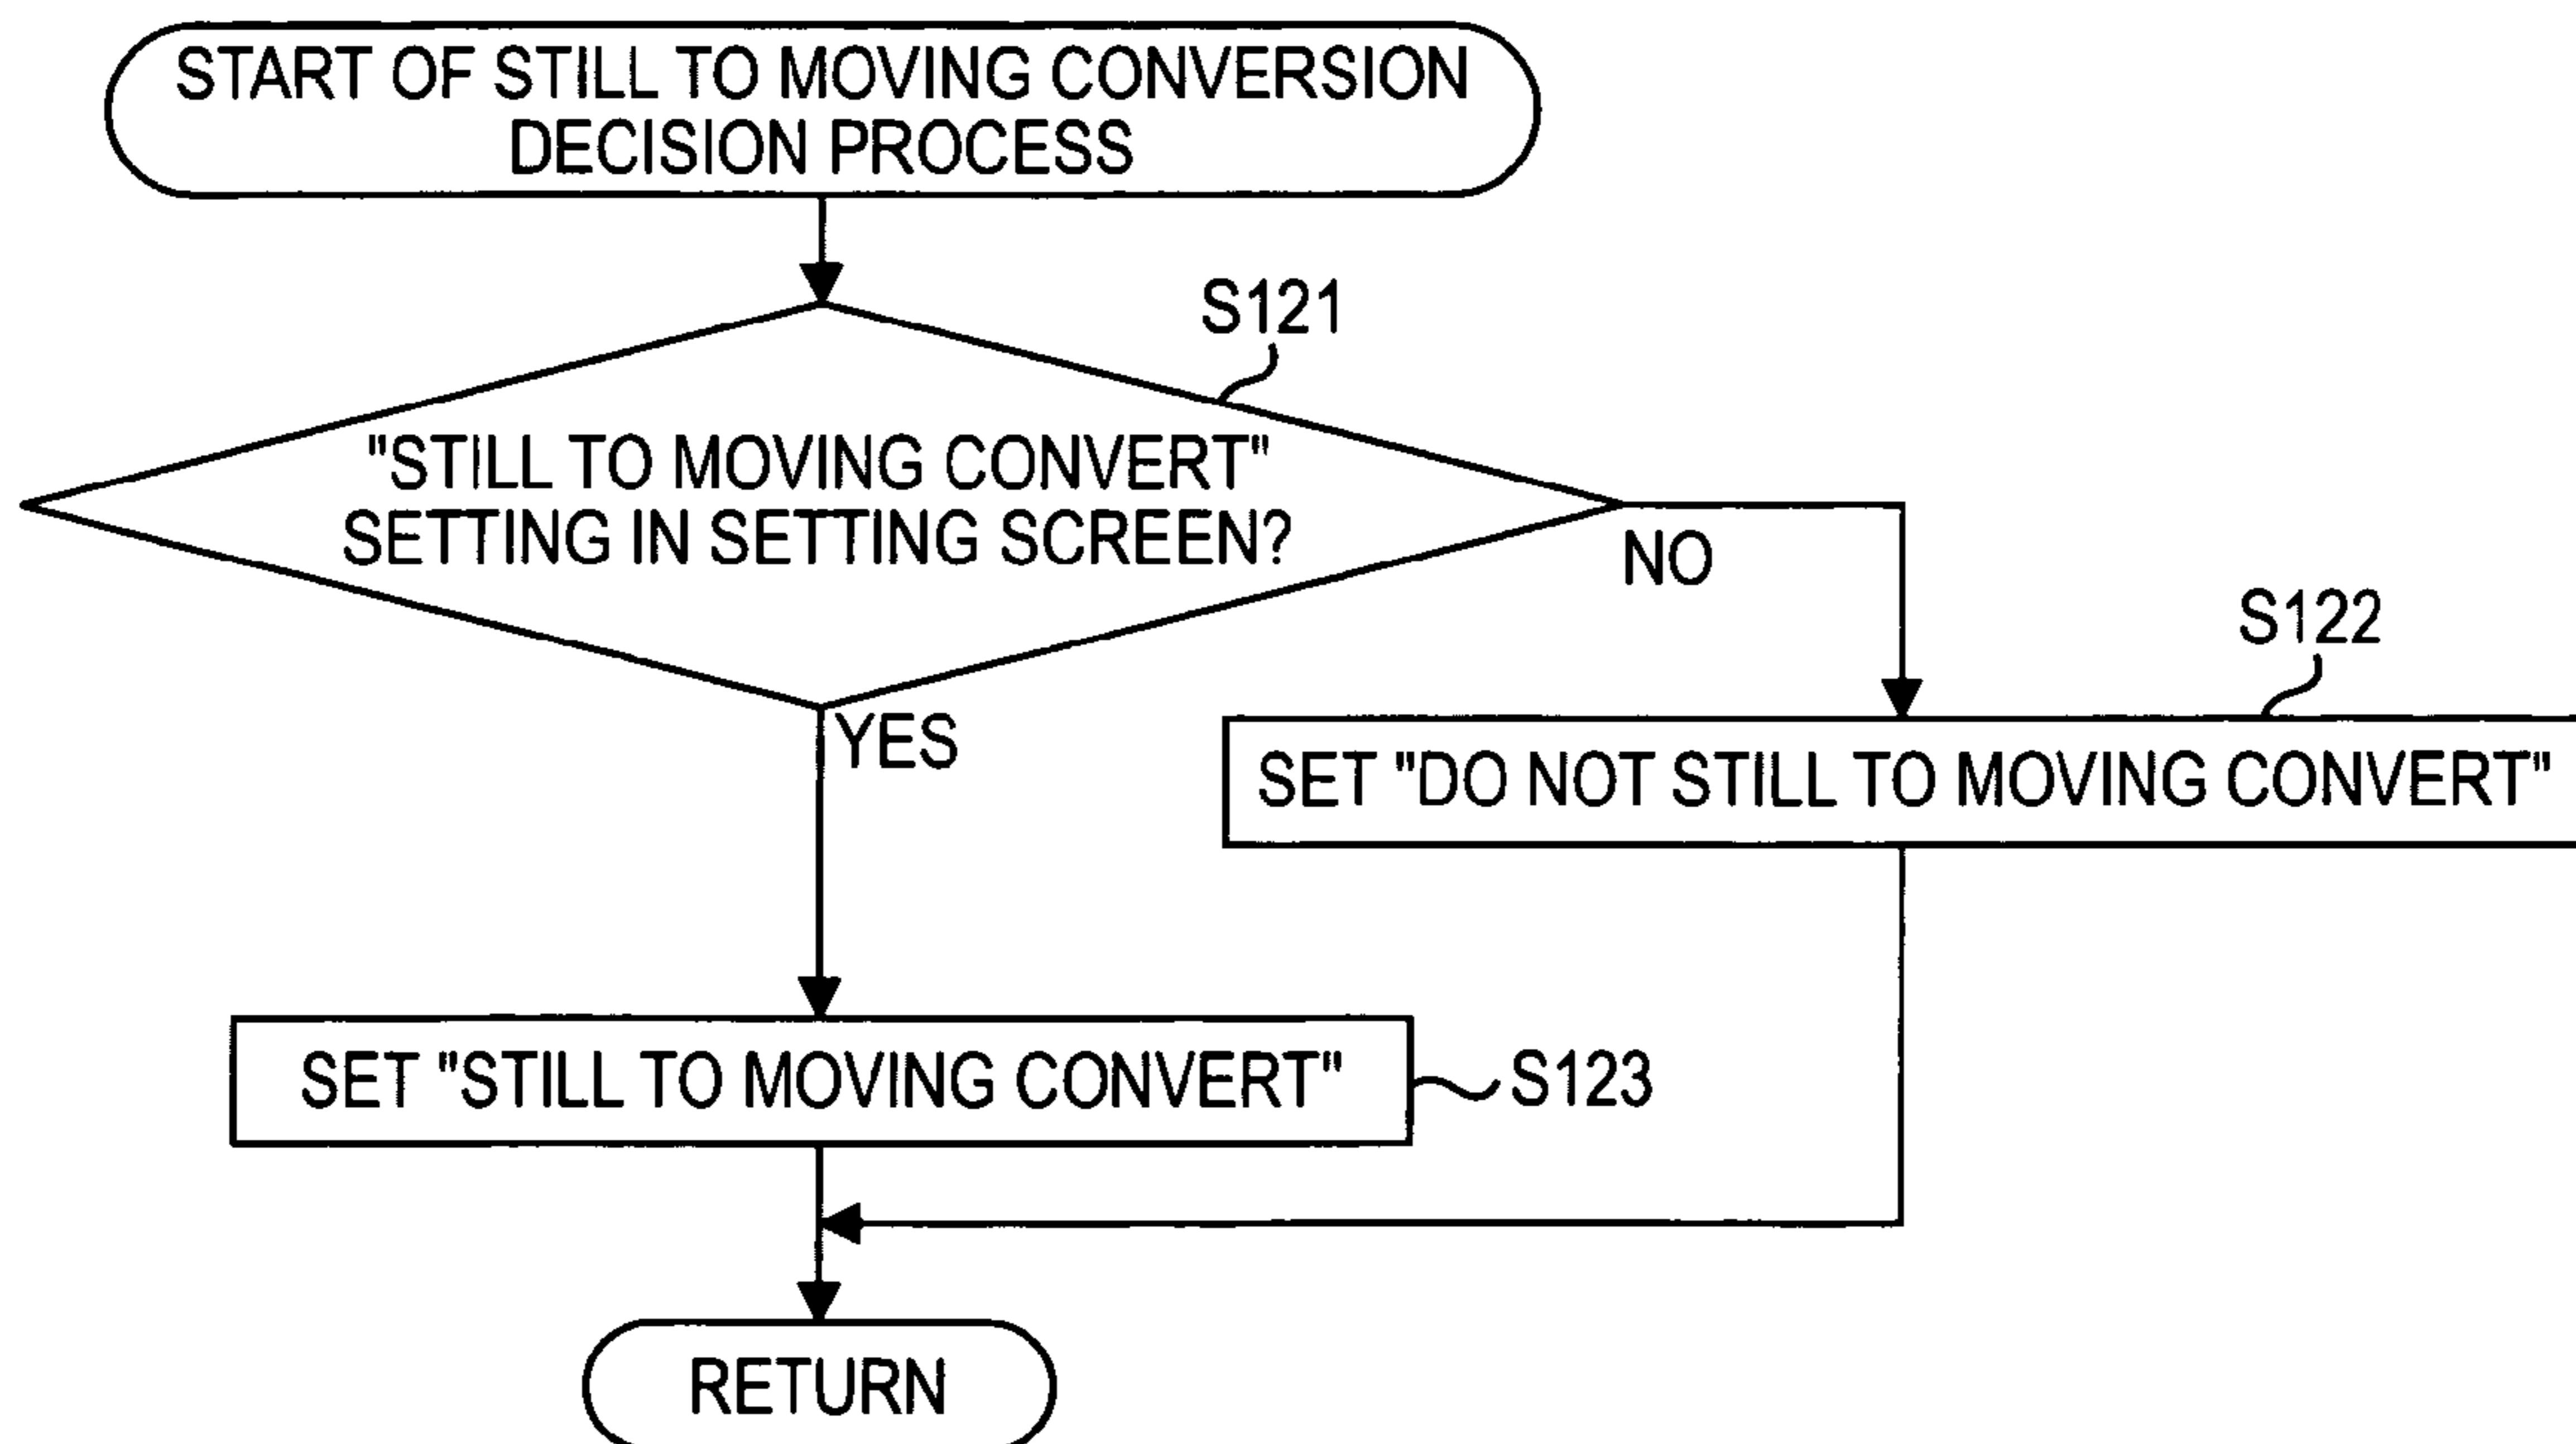 START OF STILL TO MOVING CONVERSION
DECISION PROCESS
S121
"STILL TO MOVING CONVERT"
SETTING IN SETTING SCREEN?
NO
S122
YES
SET "DO NOT STILL TO MOVING CONVERT"
SET "STILL TO MOVING CONVERT"
S123
RETURN